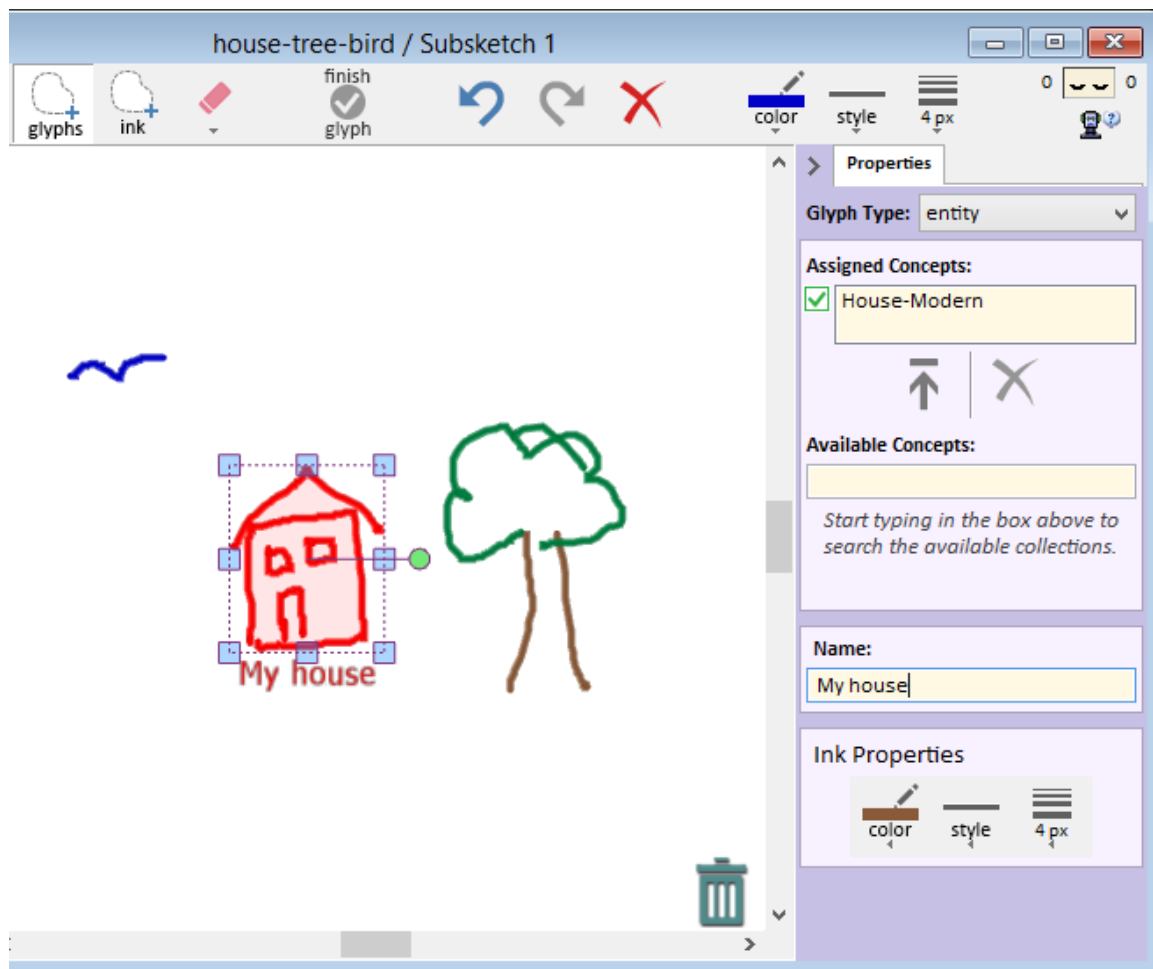 house-tree-bird / Subsketch 1
glyphs
ink
finish
glyph
color
style
4 px
0
0
Properties
Glyph Type: entity
Assigned Concepts:
House-Modern
Available Concepts:
Start typing in the box above to
search the available collections.
My house
Name:
My house
Ink Properties
color
style
4 px